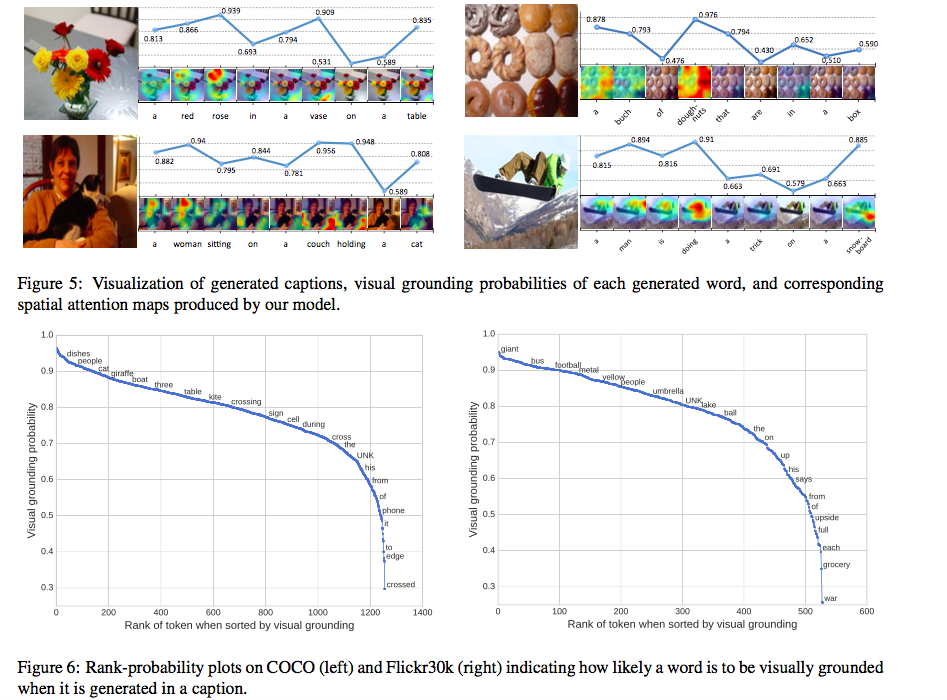 0.813 0.866 0.939 0.693 0.794 0.909 0.531 0.589 0.835
a red rose in a vase on a table
0.878 0.793 0.476 0.976 0.794 0.430 0.652 0.510 0.590
a buch of dough-nuts that are in a box
0.882 0.94 0.795 0.844 0.781 0.956 0.948 0.589 0.808
a woman sitting on a couch holding a cat
0.815 0.894 0.816 0.91 0.663 0.691 0.579 0.663 0.885
a man is doing a trick on a snow-board
Figure 5: Visualization of generated captions, visual grounding probabilities of each generated word, and corresponding
spatial attention maps produced by our model.
Visual grounding probability
1.0
0.9
0.8
0.7
0.6
0.5
0.4
0.3
dishes
people
cat
giraffe
boat
three
table
kite
crossing
sign
cell
during
cross
the
UNK
his
from
of
phone
it
to
edge
crossed
0 200 400 600 800 1000 1200 1400
Rank of token when sorted by visual grounding
Visual grounding probability
1.0
0.9
0.8
0.7
0.6
0.5
0.4
0.3
giant
bus
football
metal
yellow
people
umbrella
UNK
lake
ball
the
on
up
his
says
from
of
upside
full
each
grocery
war
0 100 200 300 400 500 600
Rank of token when sorted by visual grounding
Figure 6: Rank-probability plots on COCO (left) and Flickr30k (right) indicating how likely a word is to be visually grounded
when it is generated in a caption.